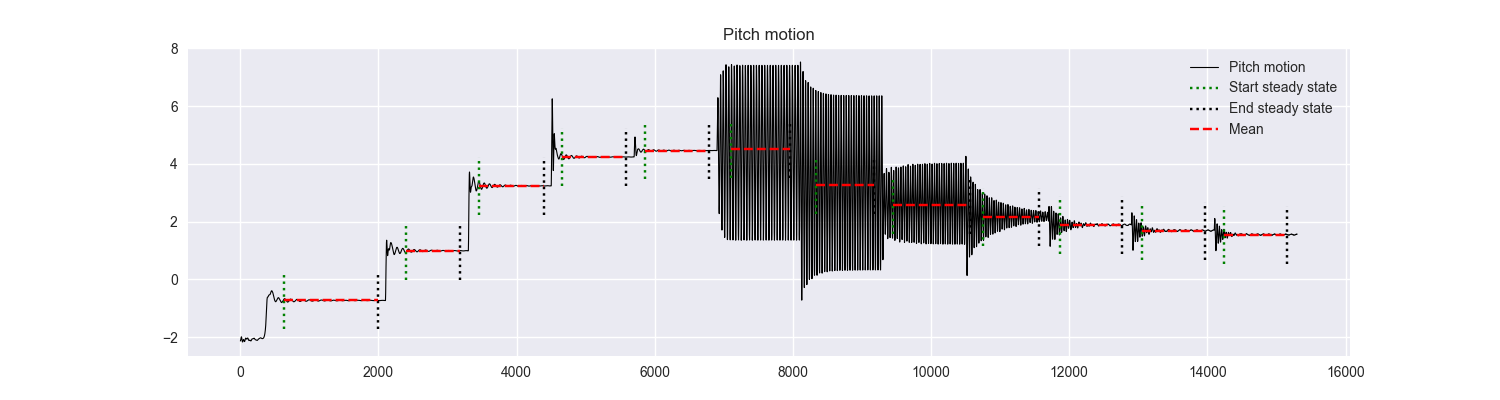 Pitch motion
8
6
4
2
0
−2
0 2000 4000 6000 8000 10000 12000 14000 16000
Pitch motion
Start steady state
End steady state
Mean